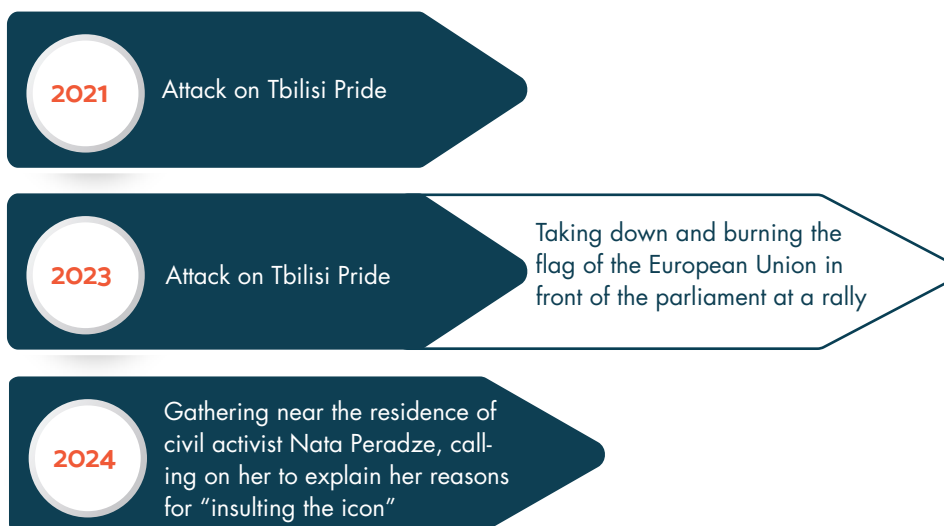 2021
Attack on Tbilisi Pride
2023
Attack on Tbilisi Pride
Taking down and burning the
flag of the European Union in
front of the parliament at a rally
2024
Gathering near the residence of
civil activist Nata Peradze, call-
ing on her to explain her reasons
for “insulting the icon”